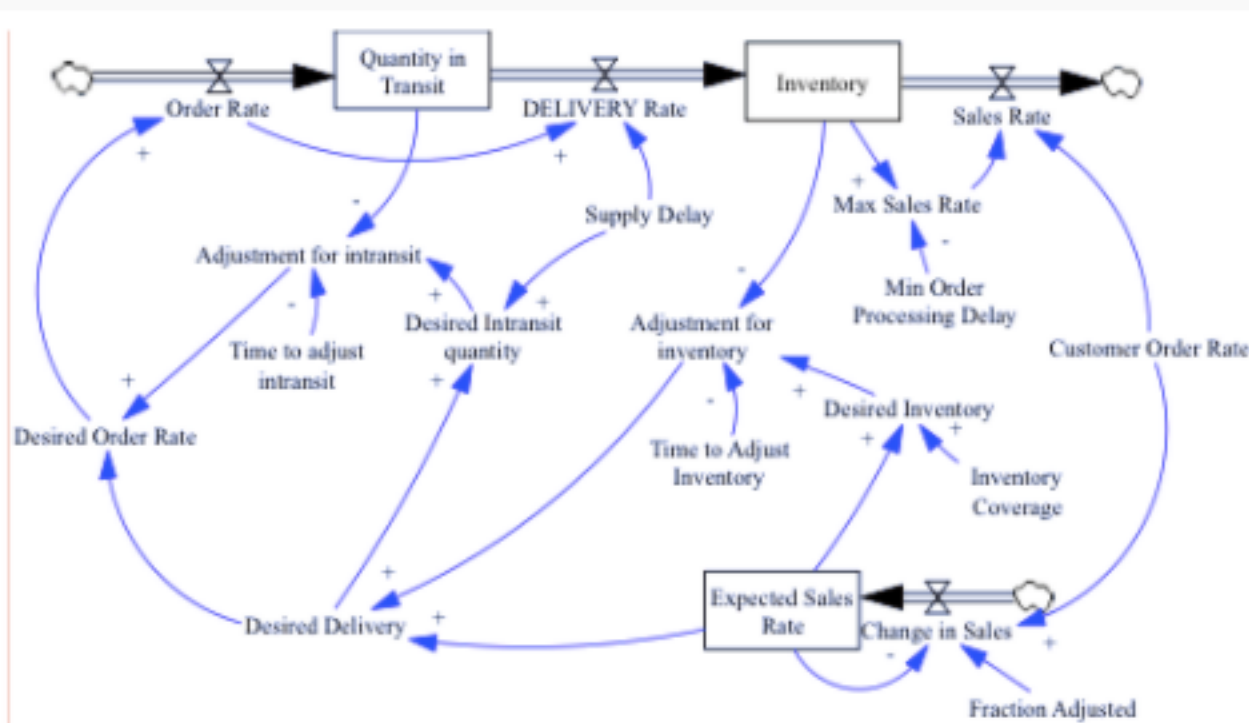 Quantity in
Transit
Inventory
Order Rate
DELIVERY Rate
Sales Rate
+
+
-
+
Max Sales Rate
Supply Delay
-
Adjustment for intransit
-
Min Order
Processing Delay
-
+
+
Desired Intransit
quantity
Adjustment for
inventory
Time to adjust
intransit
Customer Order Rate
+
+
+
-
Desired Inventory
+
+
Desired Order Rate
Time to Adjust
Inventory
Inventory
Coverage
+
Expected Sales
Rate
+
Desired Delivery
Change in Sales
-
+
Fraction Adjusted